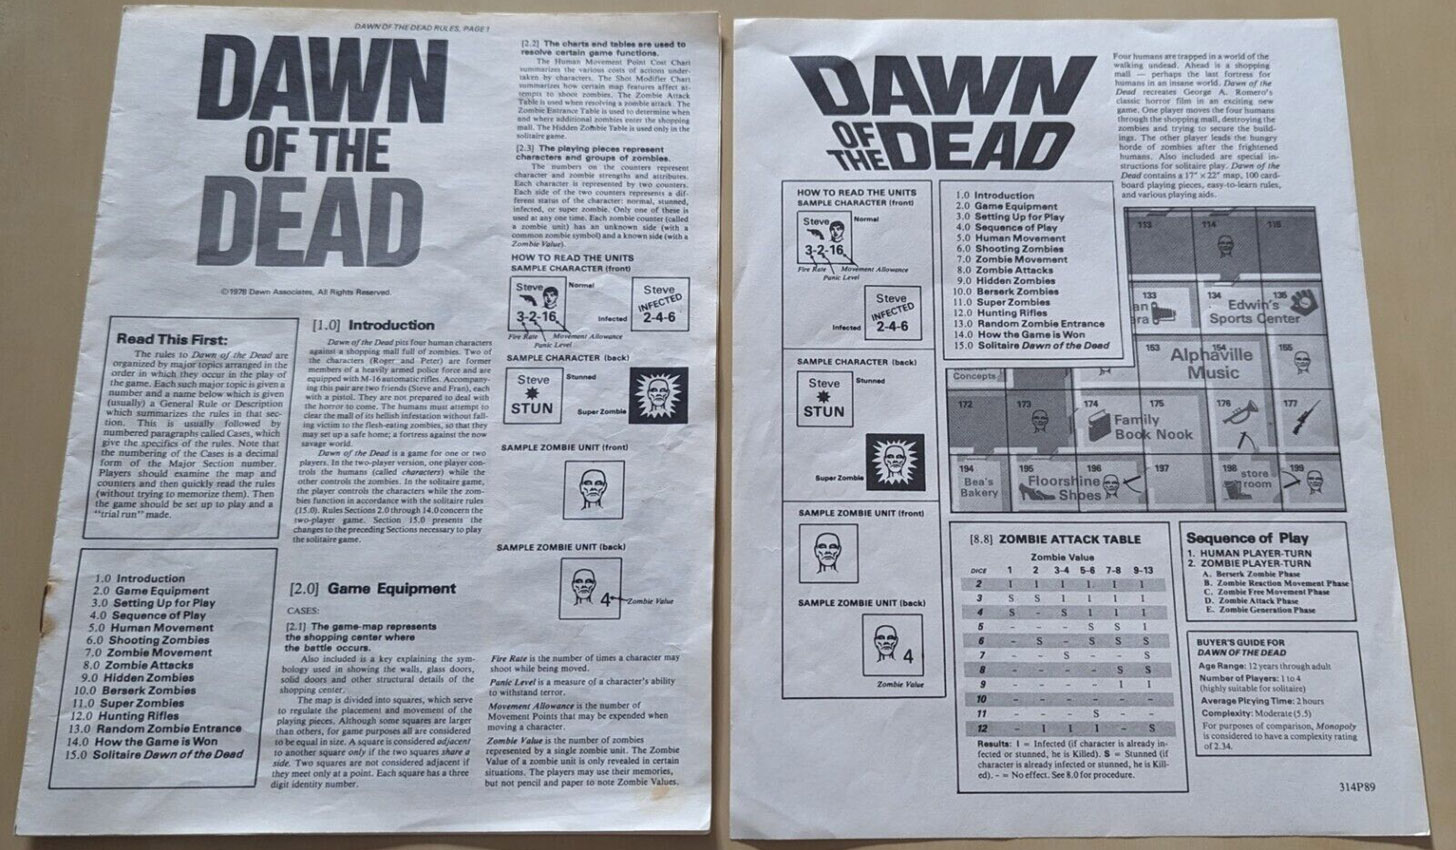 DAWN OF THE DEAD RULES, PAGE 1
DAWN
OF THE
DEAD
©1978 Dawn Associates, All Rights Reserved.
Read This First:
The rules to Dawn of the Dead are
organized by major topics arranged in the
order in which they occur in the play of
the game. Each such major topic is given a
number and a name below which is given
(usually) a General Rule or Description
which summarizes the rules in that sec-
tion. This is usually followed by
numbered paragraphs called Cases, which
give the specifics of the rules. Note that
the numbering of the Cases is a decimal
form of the Major Section number.
Players should examine the map and
counters and then quickly read the rules
(without trying to memorize them). Then
the game should be set up to play and a
"trial run" made.
1.0 Introduction
2.0 Game Equipment
3.0 Setting Up for Play
4.0 Sequence of Play
5.0 Human Movement
6.0 Shooting Zombies
7.0 Zombie Movement
8.0 Zombie Attacks
9.0 Hidden Zombies
10.0 Berserk Zombies
11.0 Super Zombies
12.0 Hunting Rifles
13.0 Random Zombie Entrance
14.0 How the Game is Won
15.0 Solitaire Dawn of the Dead
[1.0] Introduction
Dawn of the Dead pits four human characters
against a shopping mall full of zombies. Two of
the characters (Roger and Peter) are former
members of a heavily armed police force and are
equipped with M-16 automatic rifles. Accompany-
ing this pair are two friends (Steve and Fran), each
with a pistol. They are not prepared to deal with
the horror to come. The humans must attempt to
clear the mall of its hellish infestation without fall-
ing victim to the flesh-eating zombies, so that they
may set up a safe home; a fortress against the now
savage world.
Dawn of the Dead is a game for one or two
players. In the two-player version, one player con-
trols the humans (called characters) while the
other controls the zombies. In the solitaire game,
the player controls the characters while the zom-
bies function in accordance with the solitaire rules
(15.0). Rules Sections 2.0 through 14.0 concern the
two-player game. Section 15.0 presents the
changes to the preceding Sections necessary to play
the solitaire game.
[2.0] Game Equipment
CASES:
[2.1] The game-map represents
the shopping center where
the battle occurs.
Also included is a key explaining the sym-
bology used in showing the walls, glass doors,
solid doors and other structural details of the
shopping center.
The map is divided into squares, which serve
to regulate the placement and movement of the
playing pieces. Although some squares are larger
than others, for game purposes all are considered
to be equal in size. A square is considered adjacent
to another square only if the two squares share a
side. Two squares are not considered adjacent if
they meet only at a point. Each square has a three
digit identity number.
[2.2] The charts and tables are used to
resolve certain game functions.
The Human Movement Point Cost Chart
summarizes the various costs of actions under-
taken by characters. The Shot Modifier Chart
summarizes how certain map features affect at-
tempts to shoot zombies. The Zombie Attack
Table is used when resolving a zombie attack. The
Zombie Entrance Table is used to determine when
and where additional zombies enter the shopping
mall. The Hidden Zombie Table is used only in the
solitaire game.
[2.3] The playing pieces represent
characters and groups of zombies.
The numbers on the counters represent
character and zombie strengths and attributes.
Each character is represented by two counters.
Each side of the two counters represents a dif-
ferent status of the character: normal, stunned,
infected, or super zombie. Only one of these is
used at any one time. Each zombie counter (called
a zombie unit) has an unknown side (with a
common zombie symbol) and a known side (with a
Zombie Value).
HOW TO READ THE UNITS
SAMPLE CHARACTER (front)
Steve
Normal
3-2-16
Fire Rate
Movement Allowance
Panic Level
Infected
Steve
INFECTED
2-4-6
SAMPLE CHARACTER (back)
Steve
Stunned
STUN
Super Zombie
SAMPLE ZOMBIE UNIT (front)
SAMPLE ZOMBIE UNIT (back)
4
Zombie Value
Fire Rate is the number of times a character may
shoot while being moved.
Panic Level is a measure of a character's ability
to withstand terror.
Movement Allowance is the number of
Movement Points that may be expended when
moving a character.
Zombie Value is the number of zombies
represented by a single zombie unit. The Zombie
Value of a zombie unit is only revealed in certain
situations. The players may use their memories,
but not pencil and paper to note Zombie Values.
DAWN
OF
THE DEAD
Four humans are trapped in a world of the
walking undead. Ahead is a shopping
mall — perhaps the last fortress for
humans in an insane world. Dawn of the
Dead recreates George A. Romero's
classic horror film in an exciting new
game. One player moves the four humans
through the shopping mall, destroying the
zombies and trying to secure the build-
ings. The other player leads the hungry
horde of zombies after the frightened
humans. Also included are special in-
structions for solitaire play. Dawn of the
Dead contains a 17" × 22" map, 100 card-
board playing pieces, easy-to-learn rules,
and various playing aids.
HOW TO READ THE UNITS
SAMPLE CHARACTER (front)
Steve
Normal
3-2-16
Fire Rate
Movement Allowance
Panic Level
Steve
INFECTED
Infected
2-4-6
SAMPLE CHARACTER (back)
Steve
Stunned
STUN
Super Zombie
SAMPLE ZOMBIE UNIT (front)
SAMPLE ZOMBIE UNIT (back)
4
Zombie Value
1.0 Introduction
2.0 Game Equipment
3.0 Setting Up for Play
4.0 Sequence of Play
5.0 Human Movement
6.0 Shooting Zombies
7.0 Zombie Movement
8.0 Zombie Attacks
9.0 Hidden Zombies
10.0 Berserk Zombies
11.0 Super Zombies
12.0 Hunting Rifles
13.0 Random Zombie Entrance
14.0 How the Game is Won
15.0 Solitaire Dawn of the Dead
113 114 115
133 134 135
Edwin's
Sports Center
153 154 155
Alphaville
Music
Concepts
172 173 174 175 176 177
Family
Book Nook
194 195 196 197 198 199
Bea's
Bakery
Floorshine
Shoes
store
room
[8.8] ZOMBIE ATTACK TABLE
Zombie Value
DICE 1 2 3-4 5-6 7-8 9-13
2 I I I I I I
3 S S I I I I
4 S - S I I I
5 - - - S S I
6 - S - S S S
7 - - S - - S
8 - - - - S S
9 - - - - I I
10 - - - - - -
11 - - - S - -
12 - I I I - S
Results: I = Infected (if character is already in-
fected or stunned, he is Killed). S = Stunned (if
character is already infected or stunned, he is Kill-
ed). - = No effect. See 8.0 for procedure.
Sequence of Play
1. HUMAN PLAYER-TURN
2. ZOMBIE PLAYER-TURN
A. Berserk Zombie Phase
B. Zombie Reaction Movement Phase
C. Zombie Free Movement Phase
D. Zombie Attack Phase
E. Zombie Generation Phase
BUYER'S GUIDE FOR
DAWN OF THE DEAD
Age Range: 12 years through adult
Number of Players: 1 to 4
(highly suitable for solitaire)
Average Playing Time: 2 hours
Complexity: Moderate (5.5)
For purposes of comparison, Monopoly
is considered to have a complexity rating
of 2.34.
314P89